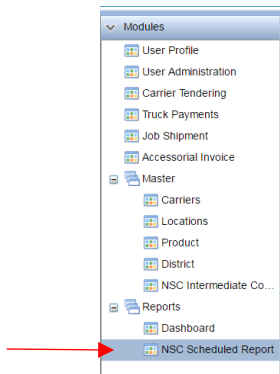 Modules
User Profile
User Administration
Carrier Tendering
Truck Payments
Job Shipment
Accessorial Invoice
Master
Carriers
Locations
Product
District
NSC Intermediate Co...
Reports
Dashboard
NSC Scheduled Report